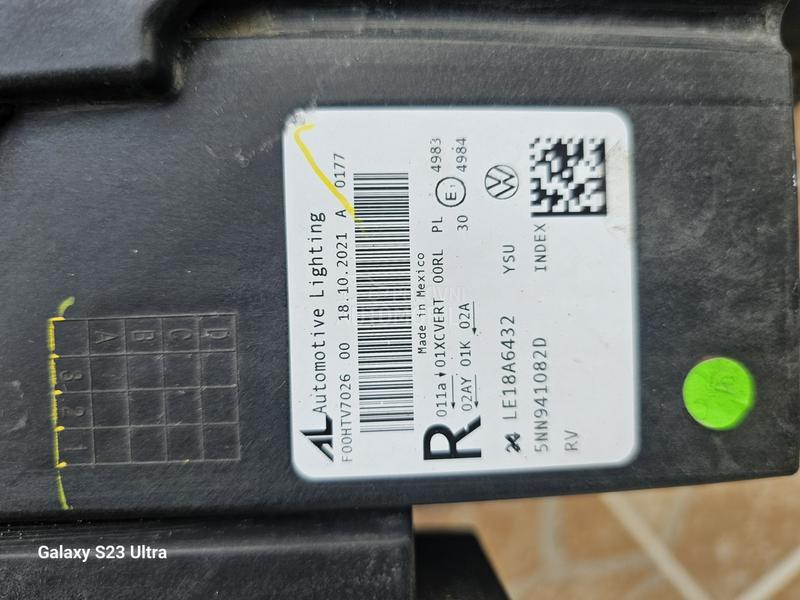 AL Automotive Lighting
F00HTV7026 00 18.10.2021 A 0177
Made in Mexico
R
011a 01XCVERT 00RL PL 4983
02AY 01K 02A 30 E1 4984
LE18A6432 YSU
5NN941082D INDEX
RV
A
B
C
D
3 2 1
Galaxy S23 Ultra